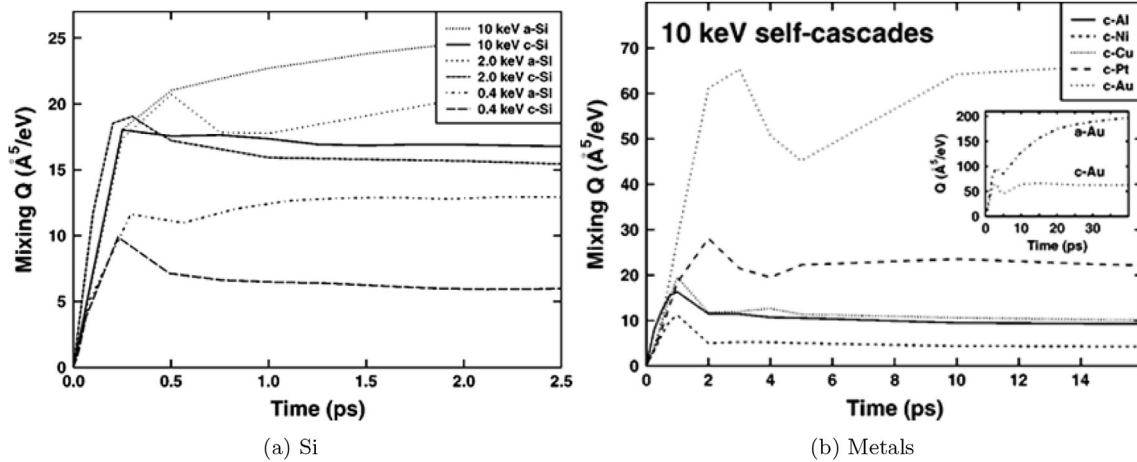 25
20
15
10
5
0
0.0 0.5 1.0 1.5 2.0 2.5
Mixing Q (Å⁵/eV)
Time (ps)
10 keV a-Si
10 keV c-Si
2.0 keV a-Si
2.0 keV c-Si
0.4 keV a-Si
0.4 keV c-Si
(a) Si
10 keV self-cascades
70
60
50
40
30
20
10
0
0 2 4 6 8 10 12 14
Mixing Q (Å⁵/eV)
Time (ps)
c-Al
c-Ni
c-Cu
c-Pt
c-Au
200
150
100
50
0
0 10 20 30
Q (Å⁵/eV)
Time (ps)
a-Au
c-Au
(b) Metals